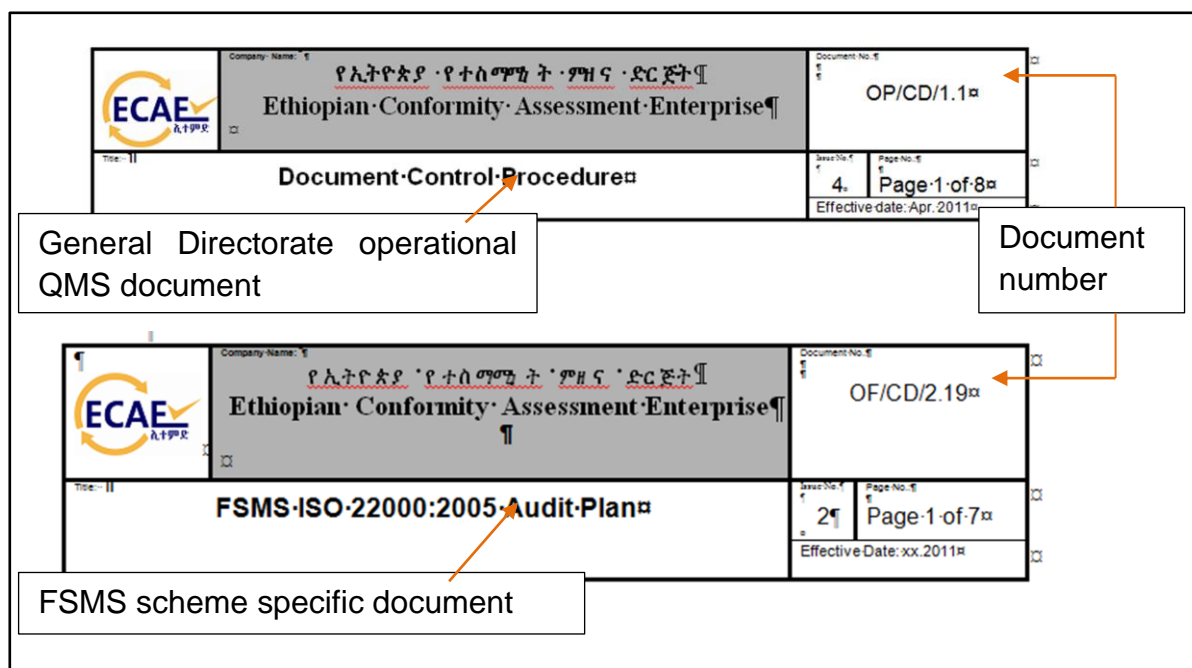 Company Name: ¶
የኢትዮጵያ·የተስማሚነት·ምዘና·ድርጅት¶
Ethiopian·Conformity·Assessment·Enterprise¶
¤
ECAE
ኢተምድ
Document No.¶
¶
¶
OP/CD/1.1¤
¤
Title:- ¶
Document·Control·Procedure¤
Issue No.¶
¶
4.
Page No.¶
¶
Page·1·of·8¤
¤
Effective date: Apr. 2011¤
General Directorate operational
QMS document
Document
number
¶
¶
ECAE
ኢተምድ
¤
Company·Name: ¶
የኢትዮጵያ·የተስማሚነት·ምዘና·ድርጅት¶
Ethiopian·Conformity·Assessment·Enterprise¶
¶
¤
Document No.¶
¶
¶
OF/CD/2.19¤
¤
Title:- ¶
FSMS·ISO·22000:2005·Audit·Plan¤
Issue No.¶
¶
2¶
¤
Page No.¶
¶
Page·1·of·7¤
¤
Effective Date: xx.2011¤
¤
FSMS scheme specific document